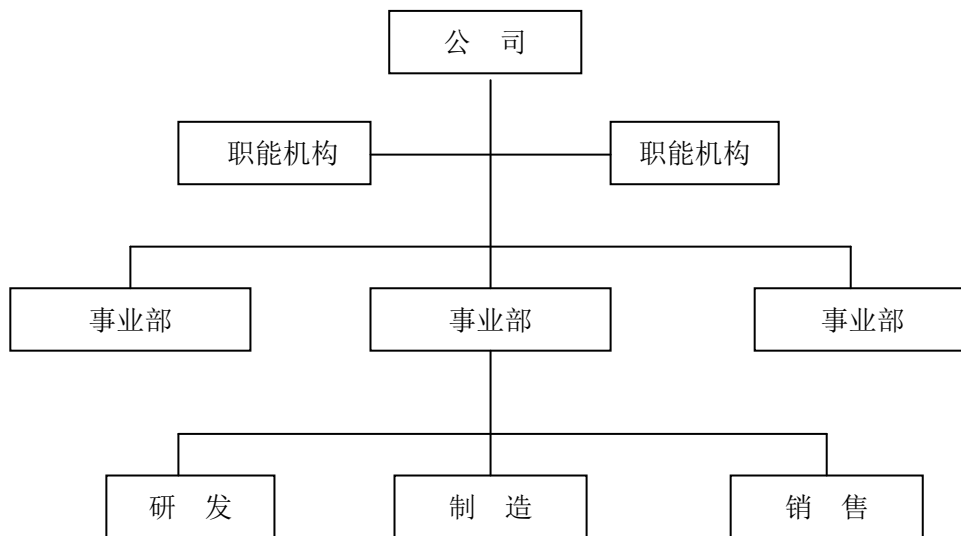 公 司
职能机构
职能机构
事业部
事业部
事业部
研 发
制 造
销 售